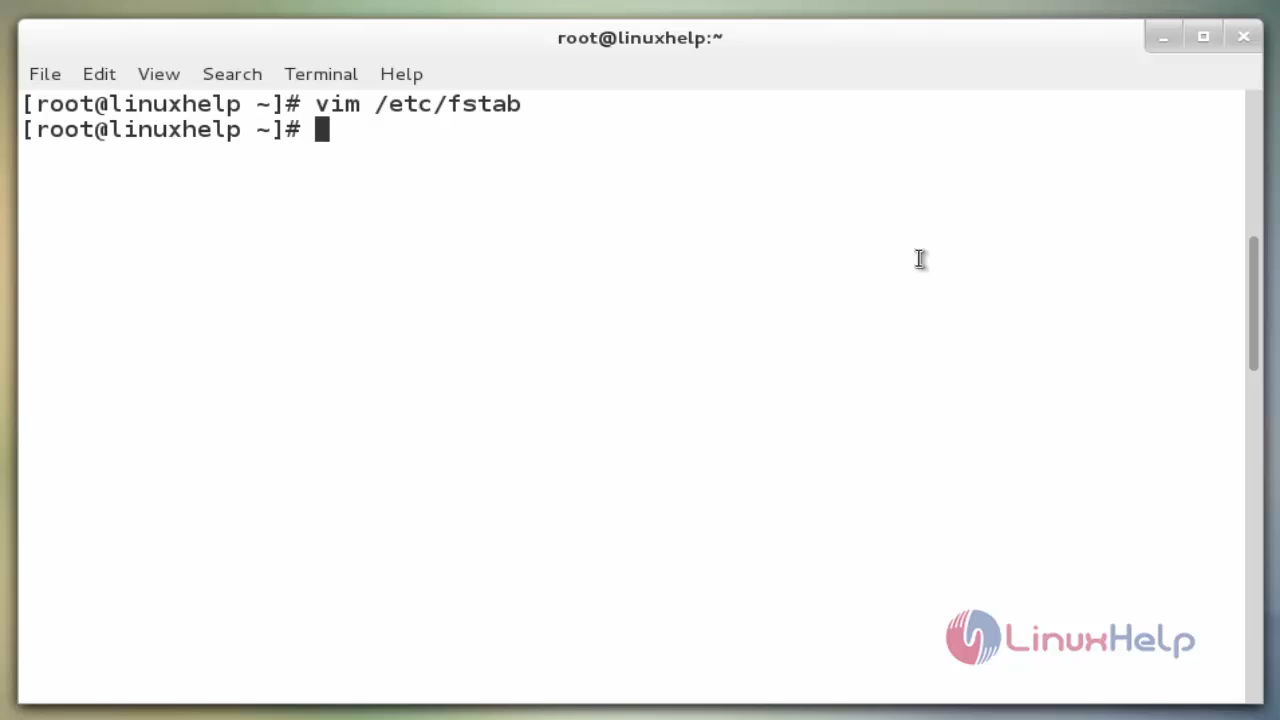 root@linuxhelp:~
File Edit View Search Terminal Help
[root@linuxhelp ~]# vim /etc/fstab
[root@linuxhelp ~]#
LinuxHelp